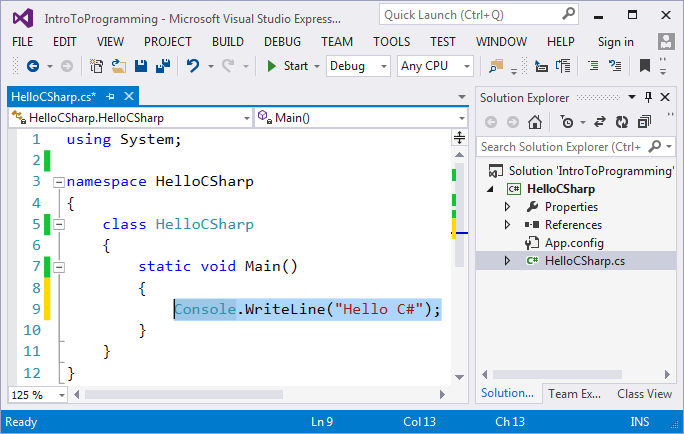 IntroToProgramming - Microsoft Visual Studio Express...
Quick Launch (Ctrl+Q)
FILE EDIT VIEW PROJECT BUILD DEBUG TEAM TOOLS TEST WINDOW HELP Sign in
Start Debug Any CPU
HelloCSharp.cs*
HelloCSharp.HelloCSharp Main()
1 using System;
2
3 namespace HelloCSharp
4 {
5 class HelloCSharp
6 {
7 static void Main()
8 {
9 Console.WriteLine("Hello C#");
10 }
11 }
12 }
125 %
Solution Explorer
Search Solution Explorer (Ctrl+
Solution 'IntroToProgramming'
C# HelloCSharp
Properties
References
App.config
C# HelloCSharp.cs
Solution... Team Ex... Class View
Ready Ln 9 Col 13 Ch 13 INS